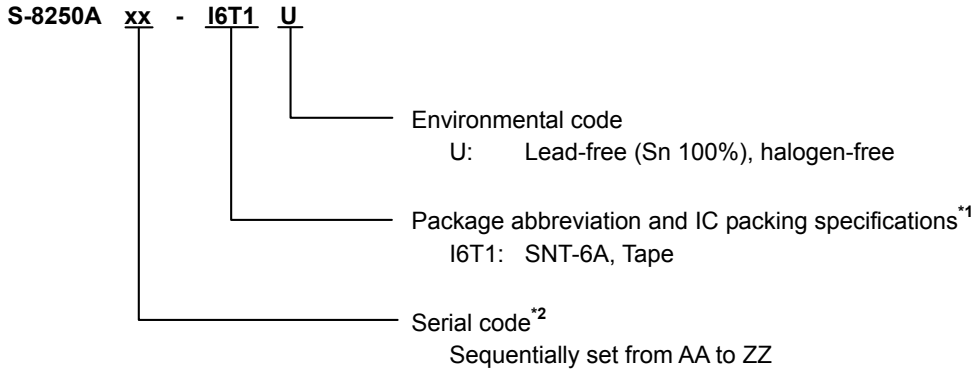 S-8250A xx - I6T1 U
Environmental code
U: Lead-free (Sn 100%), halogen-free
Package abbreviation and IC packing specifications*1
I6T1: SNT-6A, Tape
Serial code*2
Sequentially set from AA to ZZ